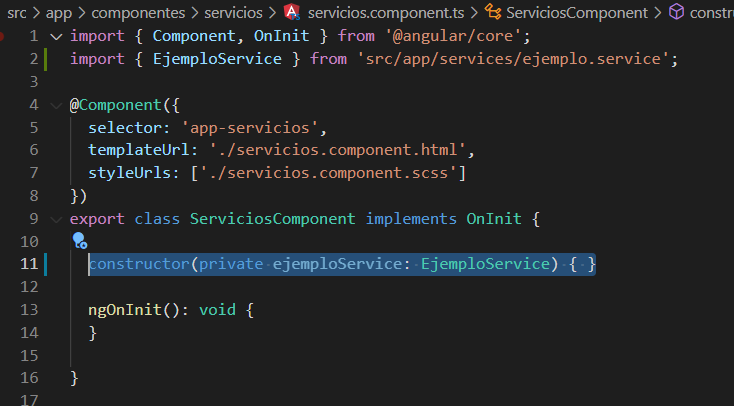 src > app > componentes > servicios > servicios.component.ts > ServiciosComponent > constru
1 import { Component, OnInit } from '@angular/core';
2 import { EjemploService } from 'src/app/services/ejemplo.service';
3
4 @Component({
5 selector: 'app-servicios',
6 templateUrl: './servicios.component.html',
7 styleUrls: ['./servicios.component.scss']
8 })
9 export class ServiciosComponent implements OnInit {
10
11 constructor(private ejemploService: EjemploService) { }
12
13 ngOnInit(): void {
14 }
15
16 }
17